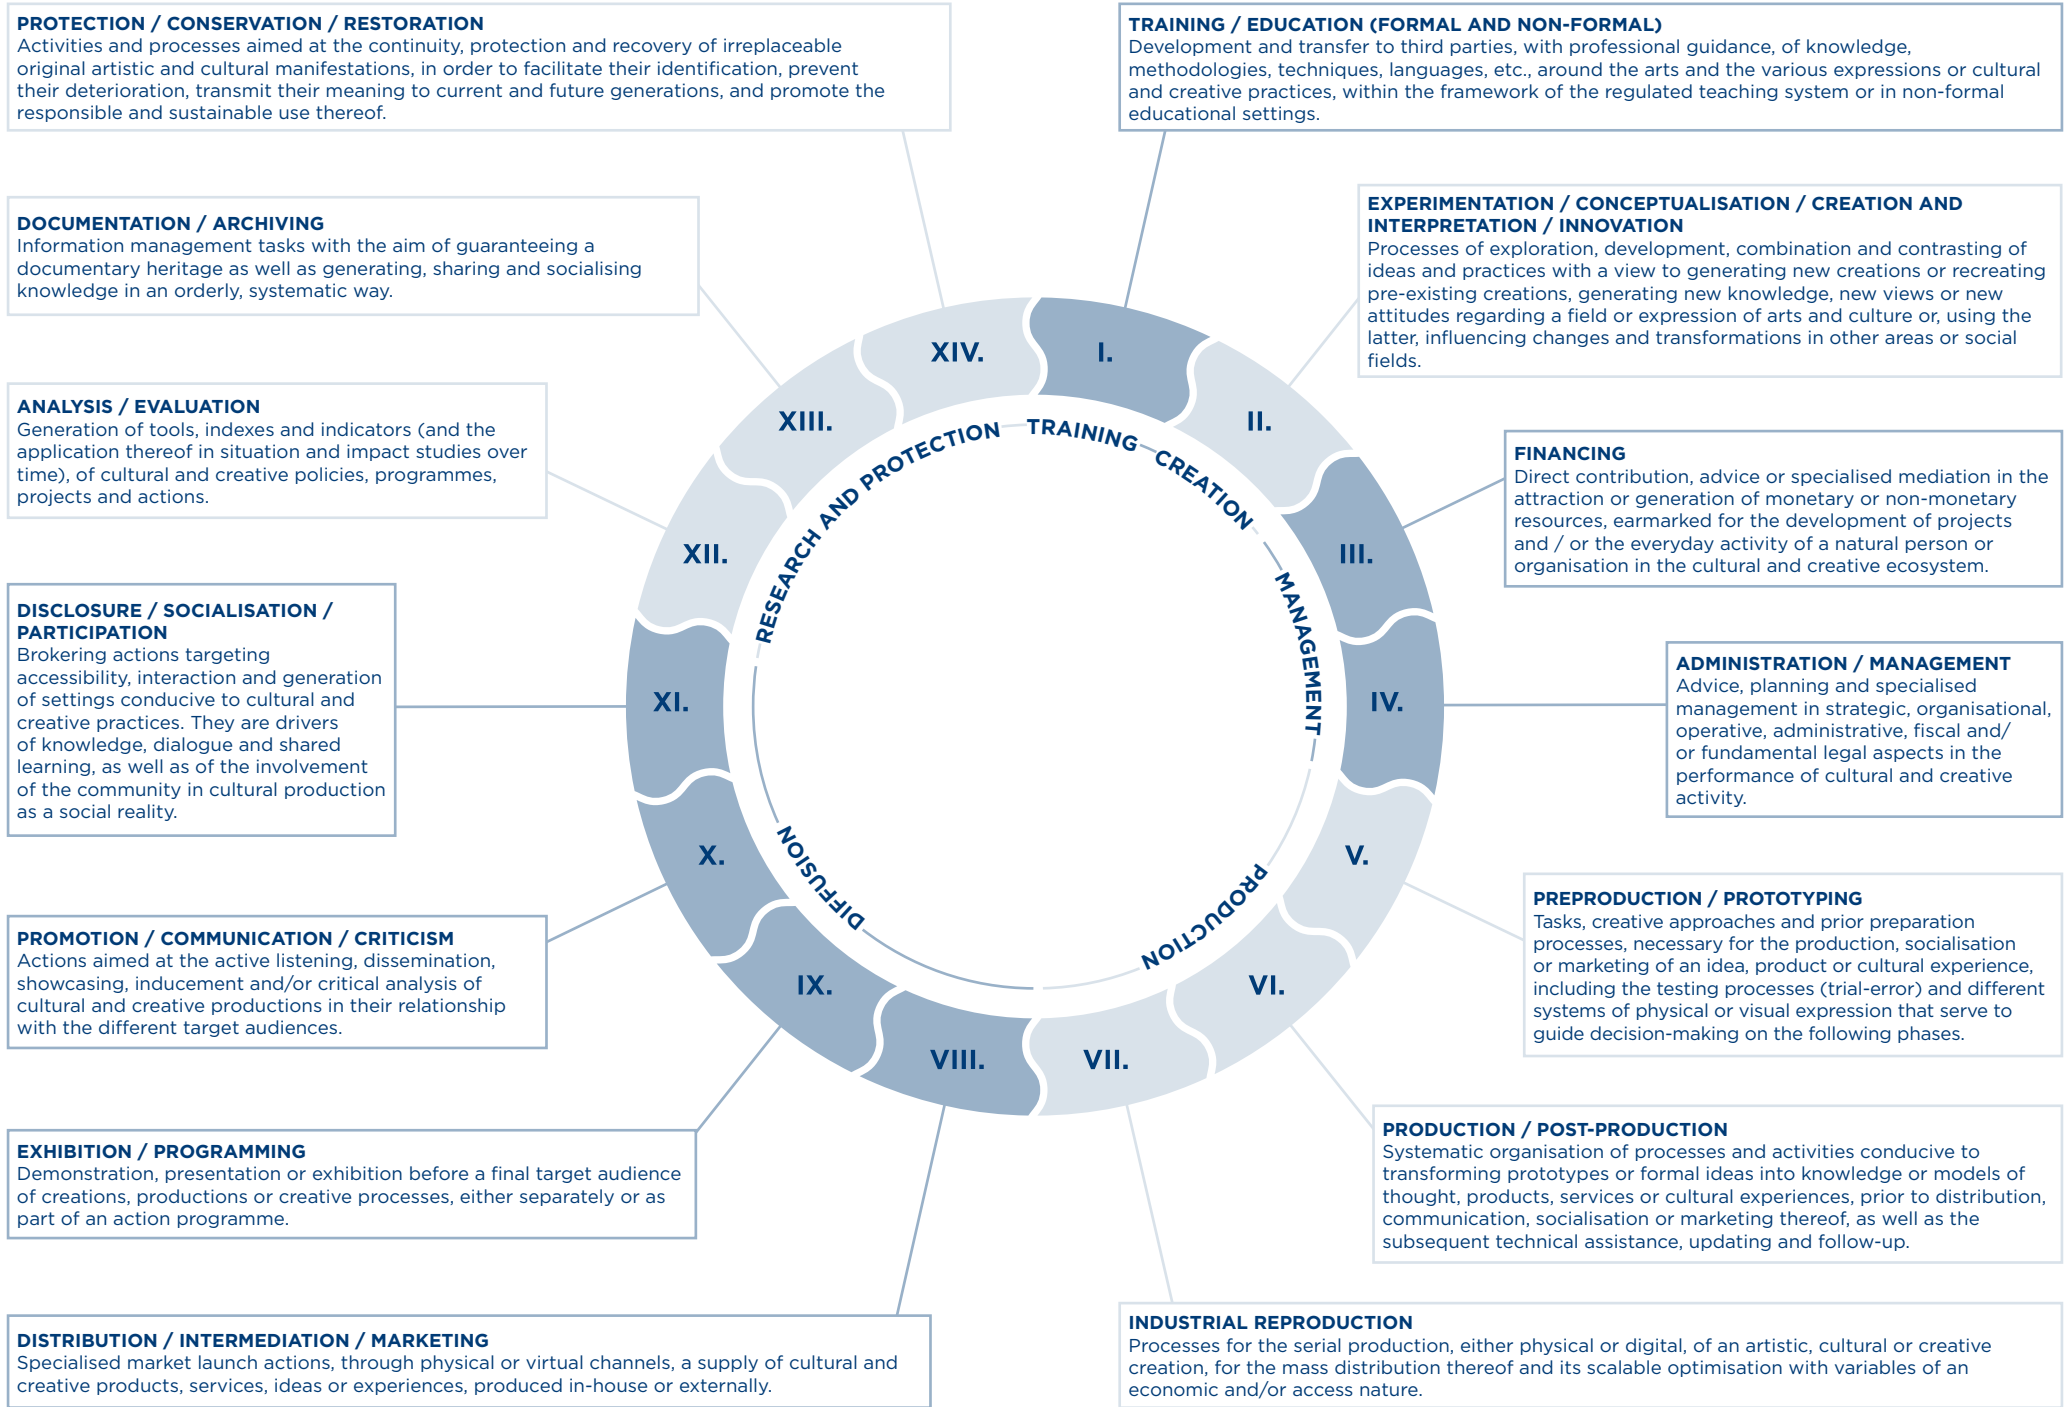 PROTECTION / CONSERVATION / RESTORATION
Activities and processes aimed at the continuity, protection and recovery of irreplaceable
original artistic and cultural manifestations, in order to facilitate their identification, prevent
their deterioration, transmit their meaning to current and future generations, and promote the
responsible and sustainable use thereof.
TRAINING / EDUCATION (FORMAL AND NON-FORMAL)
Development and transfer to third parties, with professional guidance, of knowledge,
methodologies, techniques, languages, etc., around the arts and the various expressions or cultural
and creative practices, within the framework of the regulated teaching system or in non-formal
educational settings.
DOCUMENTATION / ARCHIVING
Information management tasks with the aim of guaranteeing a
documentary heritage as well as generating, sharing and socialising
knowledge in an orderly, systematic way.
EXPERIMENTATION / CONCEPTUALISATION / CREATION AND
INTERPRETATION / INNOVATION
Processes of exploration, development, combination and contrasting of
ideas and practices with a view to generating new creations or recreating
pre-existing creations, generating new knowledge, new views or new
attitudes regarding a field or expression of arts and culture or, using the
latter, influencing changes and transformations in other areas or social
fields.
ANALYSIS / EVALUATION
Generation of tools, indexes and indicators (and the
application thereof in situation and impact studies over
time), of cultural and creative policies, programmes,
projects and actions.
FINANCING
Direct contribution, advice or specialised mediation in the
attraction or generation of monetary or non-monetary
resources, earmarked for the development of projects
and / or the everyday activity of a natural person or
organisation in the cultural and creative ecosystem.
DISCLOSURE / SOCIALISATION /
PARTICIPATION
Brokering actions targeting
accessibility, interaction and generation
of settings conducive to cultural and
creative practices. They are drivers
of knowledge, dialogue and shared
learning, as well as of the involvement
of the community in cultural production
as a social reality.
ADMINISTRATION / MANAGEMENT
Advice, planning and specialised
management in strategic, organisational,
operative, administrative, fiscal and/
or fundamental legal aspects in the
performance of cultural and creative
activity.
PROMOTION / COMMUNICATION / CRITICISM
Actions aimed at the active listening, dissemination,
showcasing, inducement and/or critical analysis of
cultural and creative productions in their relationship
with the different target audiences.
PREPRODUCTION / PROTOTYPING
Tasks, creative approaches and prior preparation
processes, necessary for the production, socialisation
or marketing of an idea, product or cultural experience,
including the testing processes (trial-error) and different
systems of physical or visual expression that serve to
guide decision-making on the following phases.
EXHIBITION / PROGRAMMING
Demonstration, presentation or exhibition before a final target audience
of creations, productions or creative processes, either separately or as
part of an action programme.
PRODUCTION / POST-PRODUCTION
Systematic organisation of processes and activities conducive to
transforming prototypes or formal ideas into knowledge or models of
thought, products, services or cultural experiences, prior to distribution,
communication, socialisation or marketing thereof, as well as the
subsequent technical assistance, updating and follow-up.
DISTRIBUTION / INTERMEDIATION / MARKETING
Specialised market launch actions, through physical or virtual channels, a supply of cultural and
creative products, services, ideas or experiences, produced in-house or externally.
INDUSTRIAL REPRODUCTION
Processes for the serial production, either physical or digital, of an artistic, cultural or creative
creation, for the mass distribution thereof and its scalable optimisation with variables of an
economic and/or access nature.
I.
II.
III.
IV.
V.
VI.
VII.
VIII.
IX.
X.
XI.
XII.
XIII.
XIV.
TRAINING
CREATION
MANAGEMENT
PRODUCTION
DIFFUSION
RESEARCH AND PROTECTION